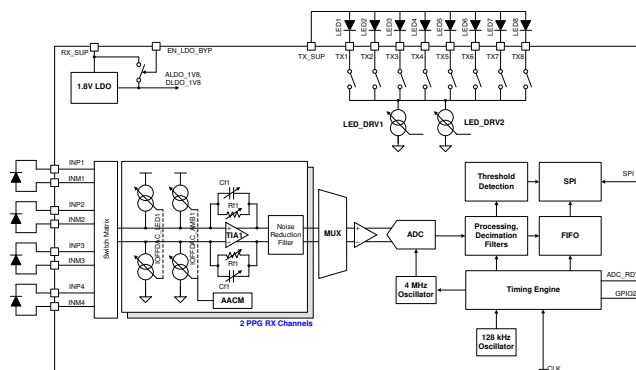 LED1 LED2 LED3 LED4 LED5 LED6 LED7 LED8
RX_SUP EN_LDO_BYP TX_SUP TX1 TX2 TX3 TX4 TX5 TX6 TX7 TX8
1.8V LDO
ALDO_1V8,
DLDO_1V8
LED_DRV1 LED_DRV2
INP1
INM1
INP2
INM2
INP3
INM3
INP4
INM4
Switch Matrix
IOFFDAC_LED1
IOFFDAC_AMB1
Cf1
Rf1
+
TIA1
−
Rf1
Cf1
AACM
Noise
Reduction
Filter
2 PPG RX Channels
MUX
+
−
ADC
Threshold
Detection
SPI
SPI
Processing,
Decimation
Filters
FIFO
4 MHz
Oscillator
Timing Engine
ADC_RD
GPIO2
128 kHz
Oscillator
CLK